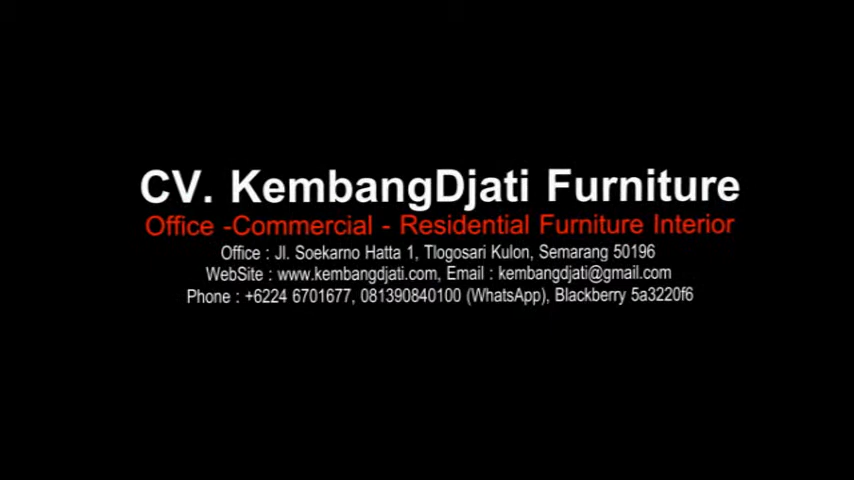 CV. KembangDjati Furniture
Office -Commercial - Residential Furniture Interior
Office : Jl. Soekarno Hatta 1, Tlogosari Kulon, Semarang 50196
WebSite : www.kembangdjati.com, Email : kembangdjati@gmail.com
Phone : +6224 6701677, 081390840100 (WhatsApp), Blackberry 5a3220f6